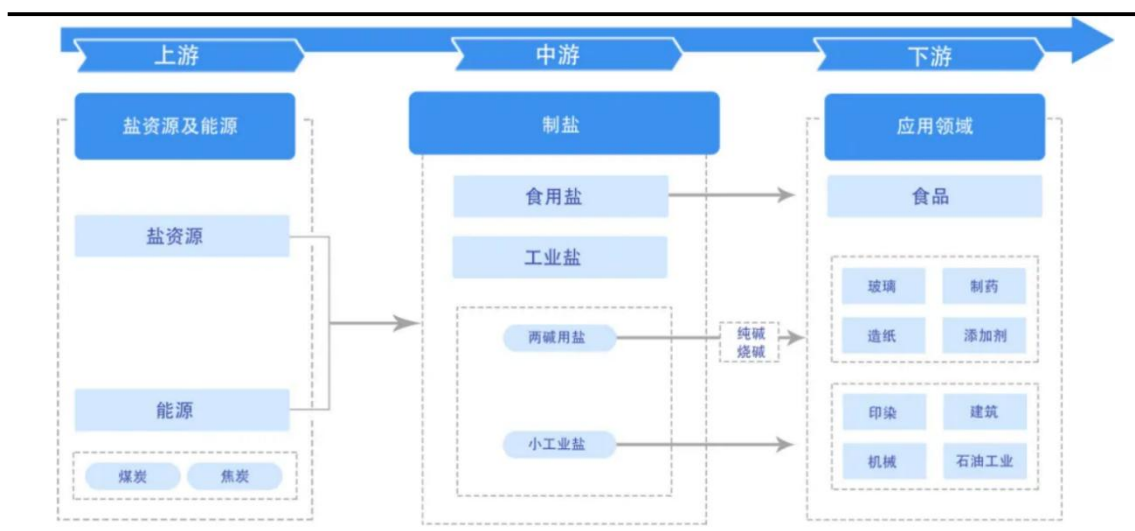 上游
中游
下游
盐资源及能源
制盐
应用领域
盐资源
能源
煤炭
焦炭
食用盐
工业盐
两碱用盐
小工业盐
纯碱
烧碱
食品
玻璃
制药
造纸
添加剂
印染
建筑
机械
石油工业